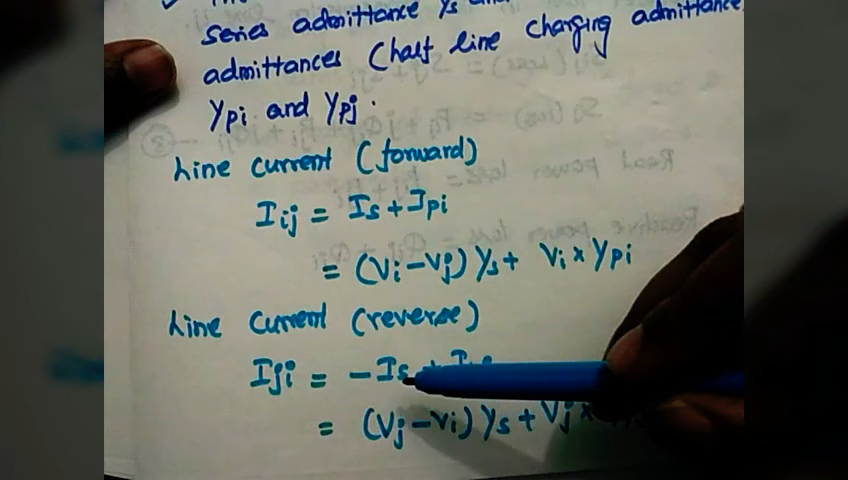 series admittance Ys and
admittances (half line charging admittance
Ypi and Ypj.
Line current (forward)
Iij = Is + Ipi
= (Vi-Vj) Ys + Vi x Ypi
Line current (reverse)
Iji = -Is +
= (Vj-Vi) Ys + Vj x